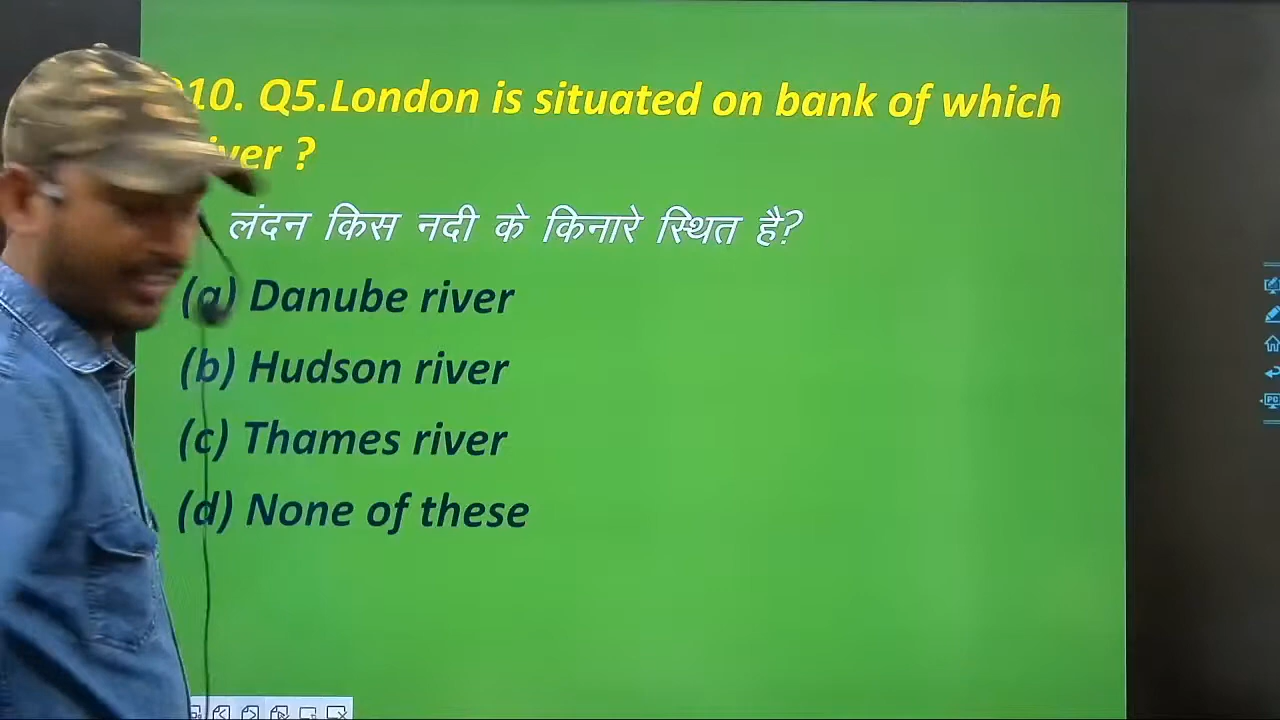 10. Q5.London is situated on bank of which
?
लंदन किस नदी के किनारे स्थित है?
(a) Danube river
(b) Hudson river
(c) Thames river
(d) None of these
PC